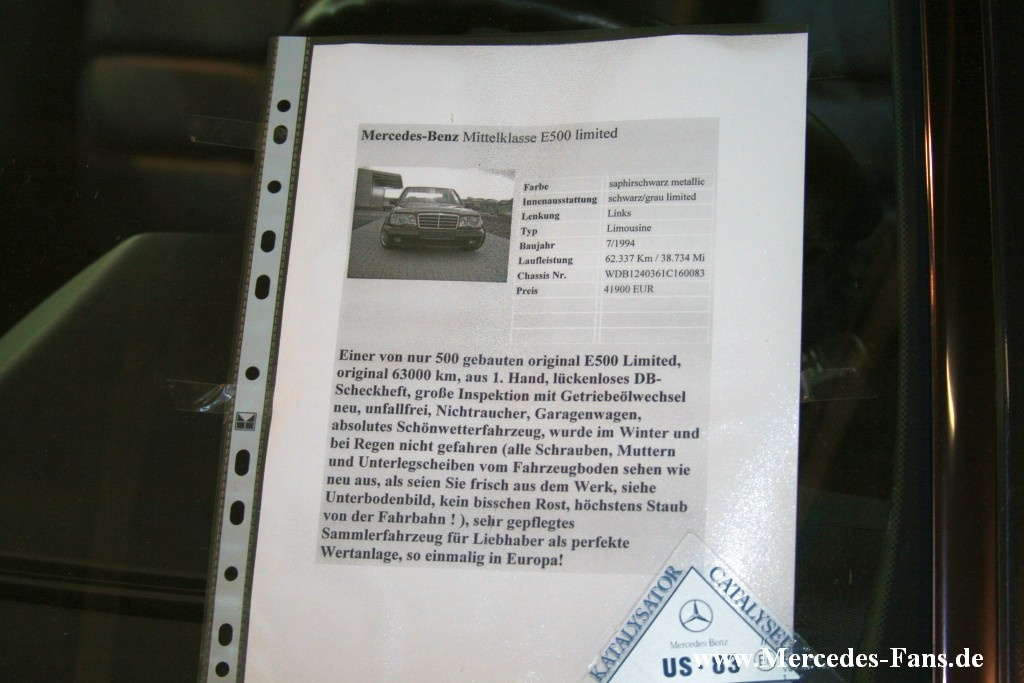 Mercedes-Benz Mittelklasse E500 limited
Farbe saphirschwarz metallic
Innenausstattung schwarz/grau limited
Lenkung Links
Typ Limousine
Baujahr 7/1994
Laufleistung 62.337 Km / 38.734 Mi
Chassis Nr. WDB1240361C160083
Preis 41900 EUR
Einer von nur 500 gebauten original E500 Limited,
original 63000 km, aus 1. Hand, lückenloses DB-
Scheckheft, große Inspektion mit Getriebeölwechsel
neu, unfallfrei, Nichtraucher, Garagenwagen,
absolutes Schönwetterfahrzeug, wurde im Winter und
bei Regen nicht gefahren (alle Schrauben, Muttern
und Unterlegscheiben vom Fahrzeugboden sehen wie
neu aus, als seien Sie frisch aus dem Werk, siehe
Unterbodenbild, kein bisschen Rost, höchstens Staub
von der Fahrbahn ! ), sehr gepflegtes
Sammlerfahrzeug für Liebhaber als perfekte
Wertanlage, so einmalig in Europa!
KATALYSATOR
Mercedes-Benz
US-'83
www.Mercedes-Fans.de